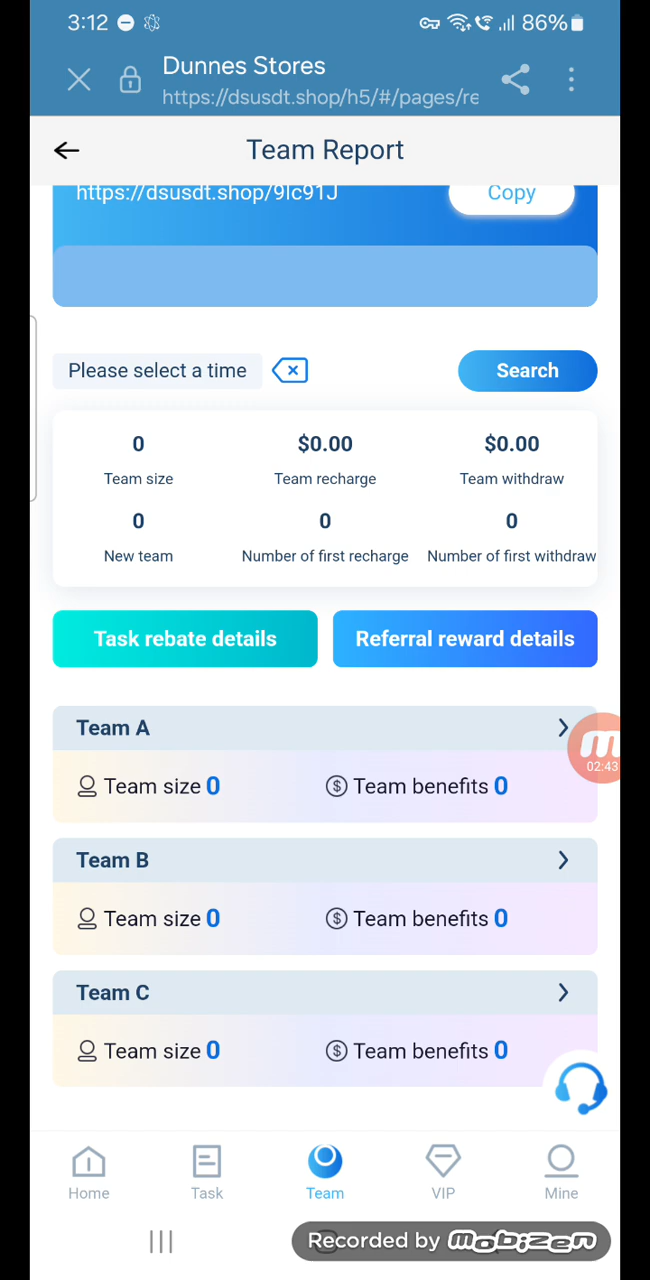 3:12 86%
Dunnes Stores
https://dsusdt.shop/h5/#/pages/re
Team Report
https://dsusdt.shop/9lc91J Copy
Please select a time Search
0 $0.00 $0.00
Team size Team recharge Team withdraw
0 0 0
New team Number of first recharge Number of first withdraw
Task rebate details Referral reward details
Team A
02:43
Team size 0 Team benefits 0
Team B
Team size 0 Team benefits 0
Team C
Team size 0 Team benefits 0
Home Task Team VIP Mine
Recorded by mobizen